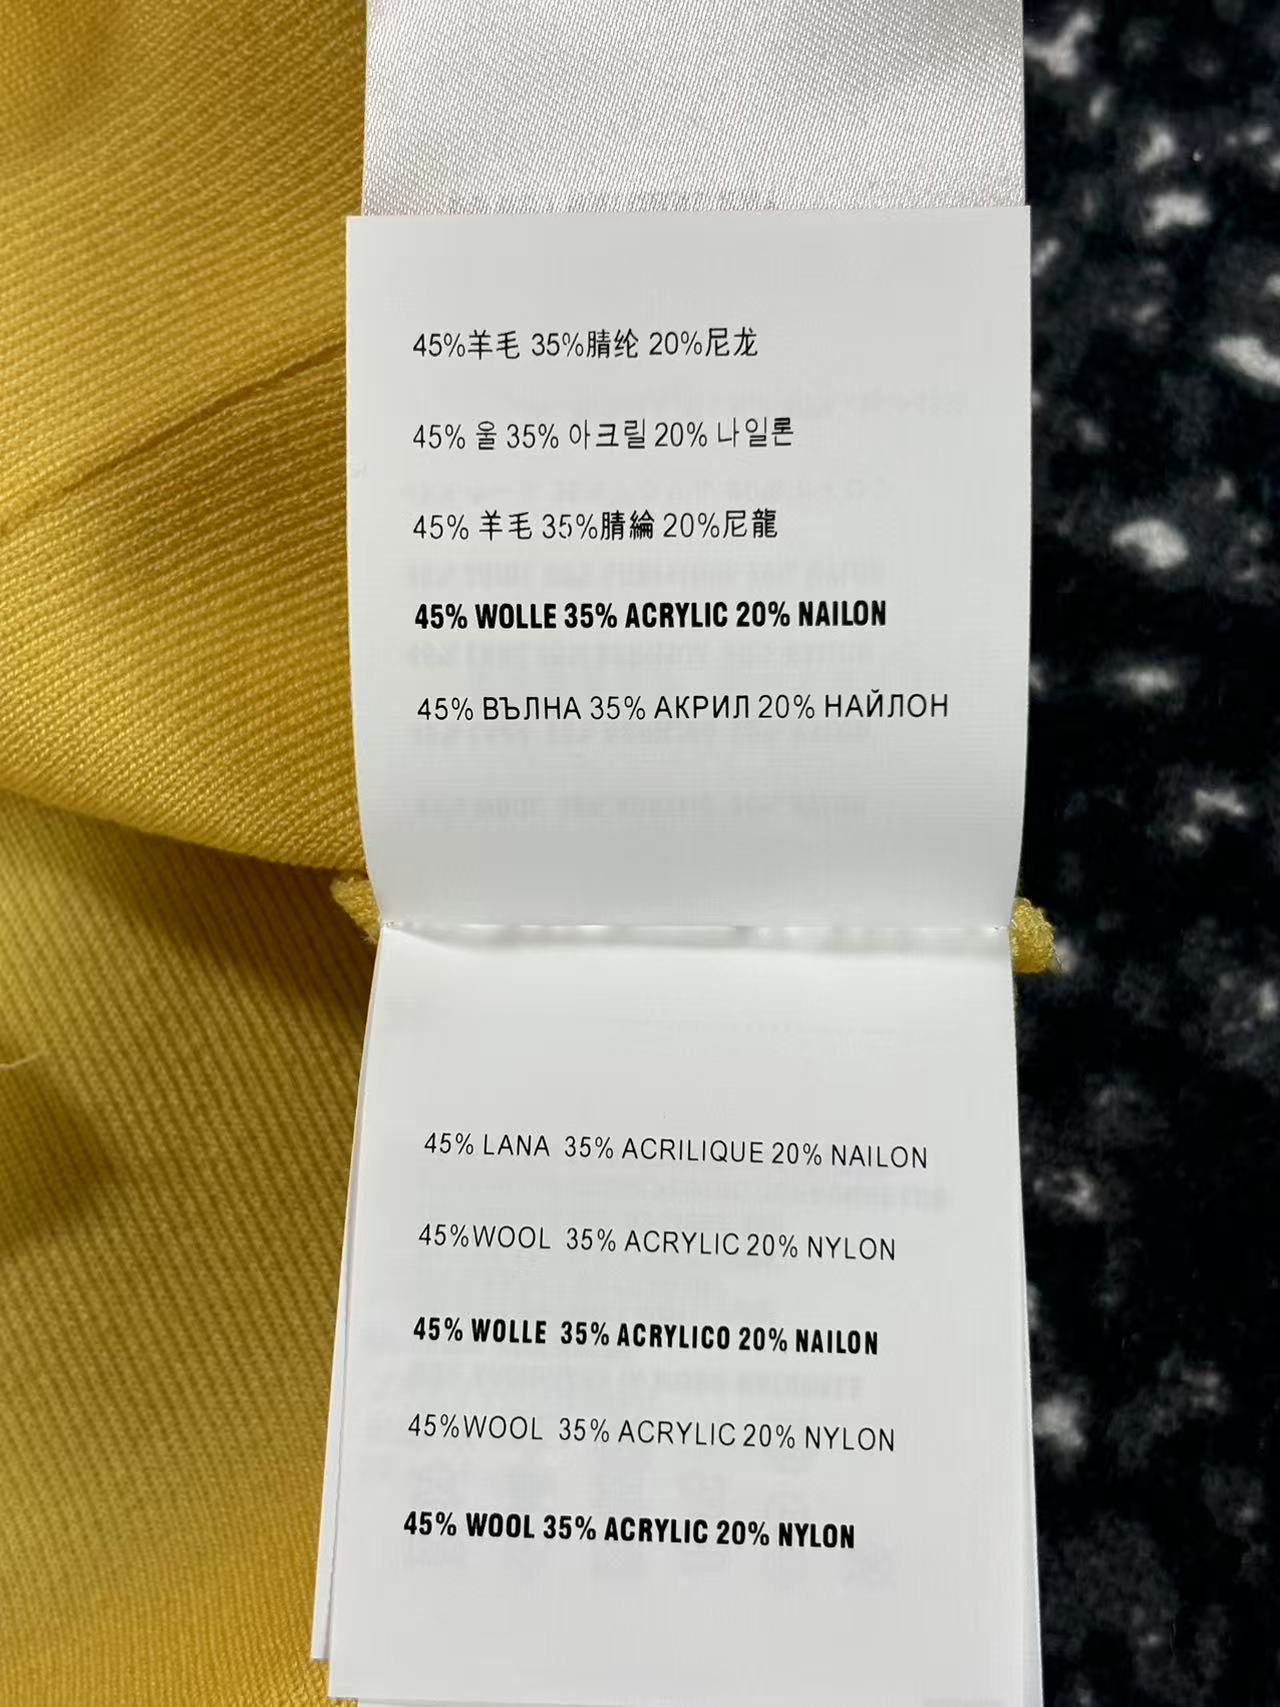 45%羊毛 35%腈纶 20%尼龙
45% 울 35% 아크릴 20% 나일론
45% 羊毛 35%腈綸 20%尼龍
45% WOLLE 35% ACRYLIC 20% NAILON
45% ВЪЛНА 35% АКРИЛ 20% НАЙЛОН
45% LANA 35% ACRILIQUE 20% NAILON
45%WOOL 35% ACRYLIC 20% NYLON
45% WOLLE 35% ACRYLICO 20% NAILON
45%WOOL 35% ACRYLIC 20% NYLON
45% WOOL 35% ACRYLIC 20% NYLON